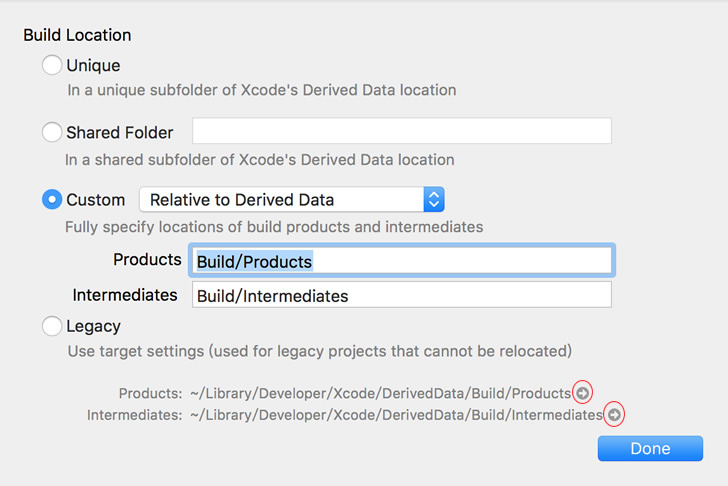 Build Location
Unique
In a unique subfolder of Xcode's Derived Data location
Shared Folder
In a shared subfolder of Xcode's Derived Data location
Custom Relative to Derived Data
Fully specify locations of build products and intermediates
Products Build/Products
Intermediates Build/Intermediates
Legacy
Use target settings (used for legacy projects that cannot be relocated)
Products: ~/Library/Developer/Xcode/DerivedData/Build/Products
Intermediates: ~/Library/Developer/Xcode/DerivedData/Build/Intermediates
Done